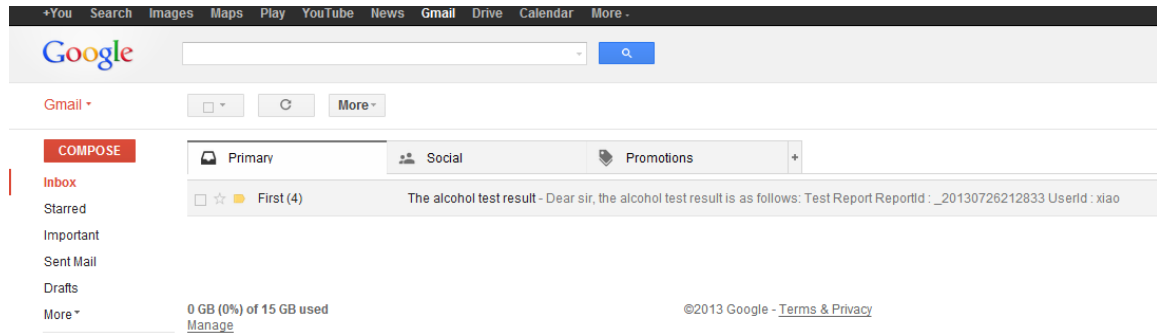 +You Search Images Maps Play YouTube News Gmail Drive Calendar More
Google
Gmail
More
COMPOSE
Primary Social Promotions +
Inbox
First (4) The alcohol test result - Dear sir, the alcohol test result is as follows: Test Report ReportId : _20130726212833 UserId : xiao
Starred
Important
Sent Mail
Drafts
More
0 GB (0%) of 15 GB used
Manage
©2013 Google - Terms & Privacy